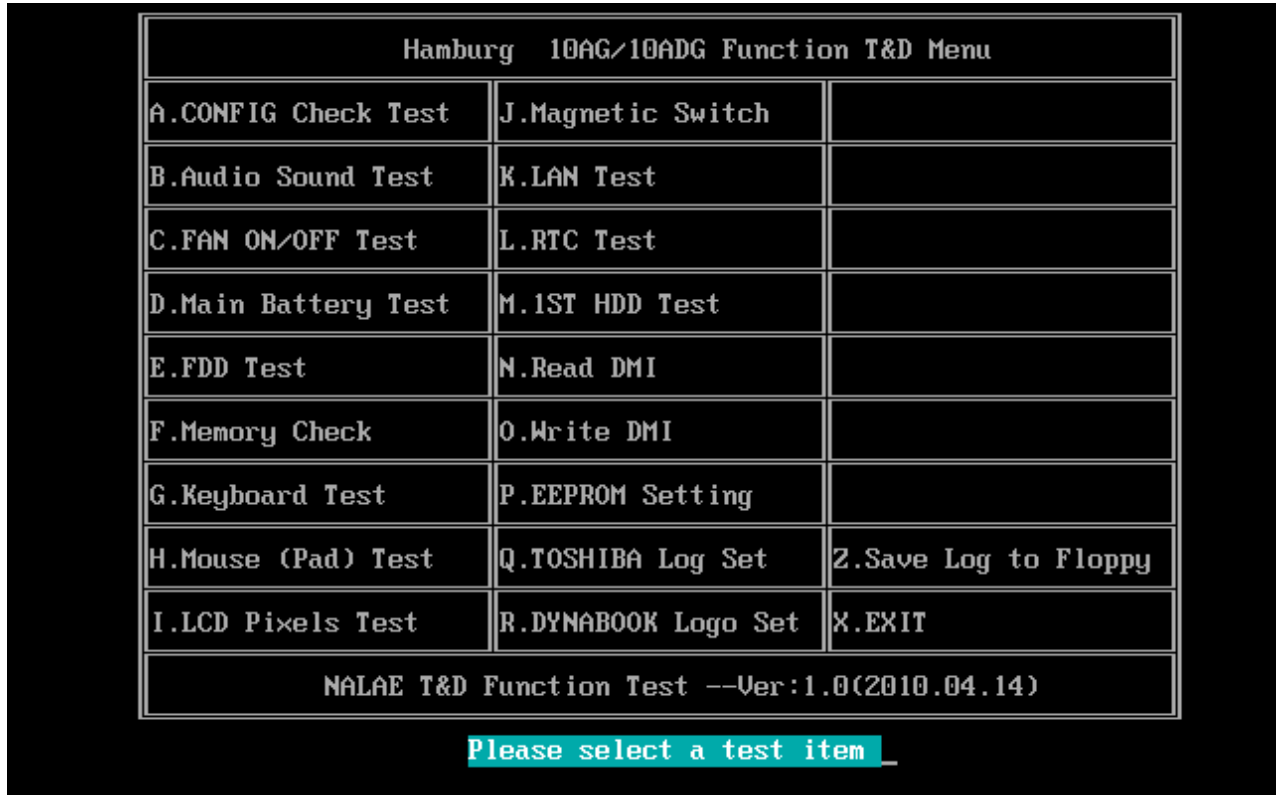 Hamburg 10AG/10ADG Function T&D Menu
A.CONFIG Check Test J.Magnetic Switch
B.Audio Sound Test K.LAN Test
C.FAN ON/OFF Test L.RTC Test
D.Main Battery Test M.1ST HDD Test
E.FDD Test N.Read DMI
F.Memory Check O.Write DMI
G.Keyboard Test P.EEPROM Setting
H.Mouse (Pad) Test Q.TOSHIBA Log Set Z.Save Log to Floppy
I.LCD Pixels Test R.DYNABOOK Logo Set X.EXIT
NALAE T&D Function Test --Ver:1.0(2010.04.14)
Please select a test item _